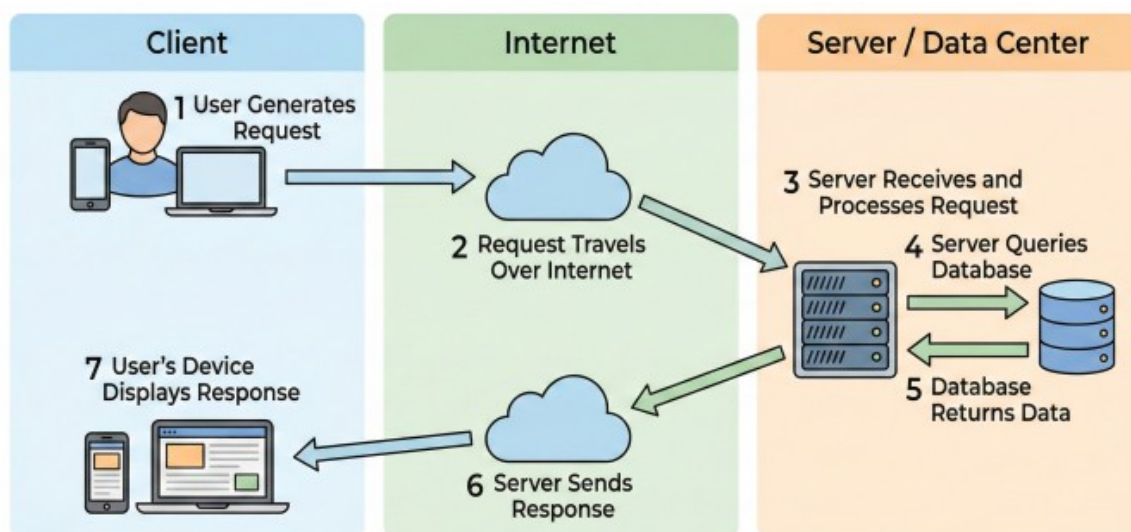 Client
Internet
Server / Data Center
1 User Generates
Request
2 Request Travels
Over Internet
3 Server Receives and
Processes Request
4 Server Queries
Database
5 Database
Returns Data
6 Server Sends
Response
7 User's Device
Displays Response